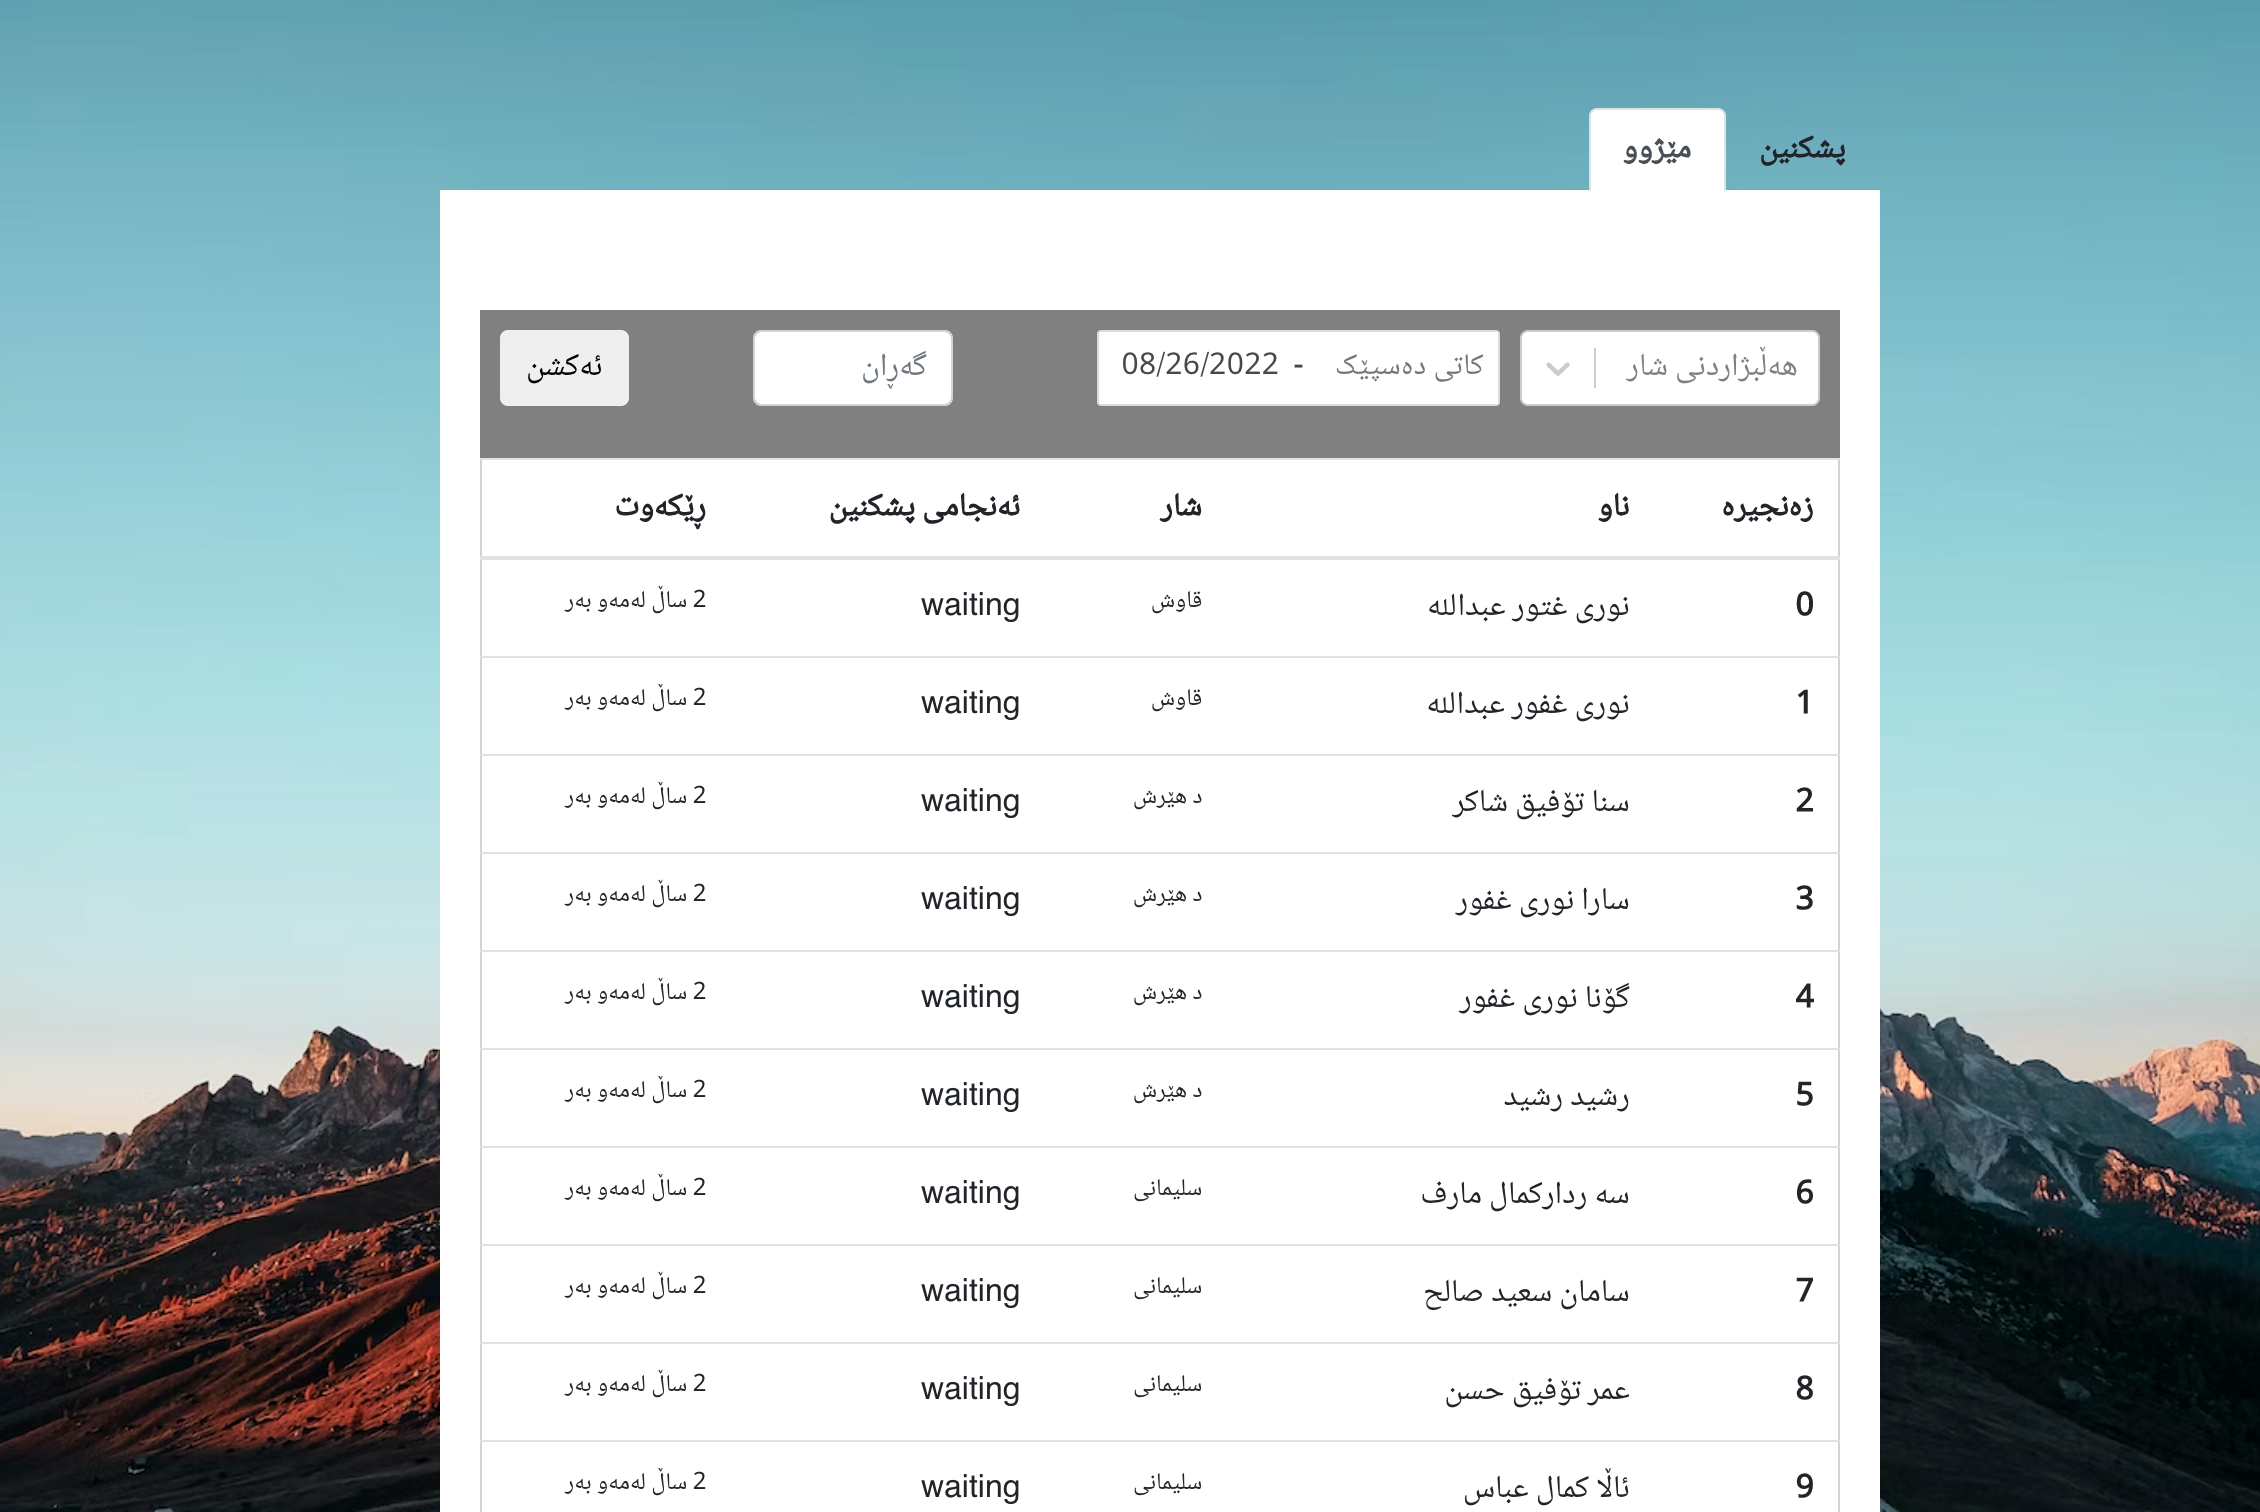 پشکنین مێژوو
هەڵبژاردنی شار کاتی دەسپێک - 08/26/2022 گەڕان ئەکشن
زەنجیرە ناو شار ئەنجامی پشکنین ڕێکەوت
0 نوری غتور عبدالله قاوش waiting 2 ساڵ لەمەو بەر
1 نوری غفور عبدالله قاوش waiting 2 ساڵ لەمەو بەر
2 سنا تۆفیق شاکر د هێرش waiting 2 ساڵ لەمەو بەر
3 سارا نوری غفور د هێرش waiting 2 ساڵ لەمەو بەر
4 گۆنا نوری غفور د هێرش waiting 2 ساڵ لەمەو بەر
5 رشید رشید د هێرش waiting 2 ساڵ لەمەو بەر
6 سه ردارکمال مارف سلیمانی waiting 2 ساڵ لەمەو بەر
7 سامان سعید صالح سلیمانی waiting 2 ساڵ لەمەو بەر
8 عمر تۆفیق حسن سلیمانی waiting 2 ساڵ لەمەو بەر
9 ئاڵا کمال عباس سلیمانی waiting 2 ساڵ لەمەو بەر